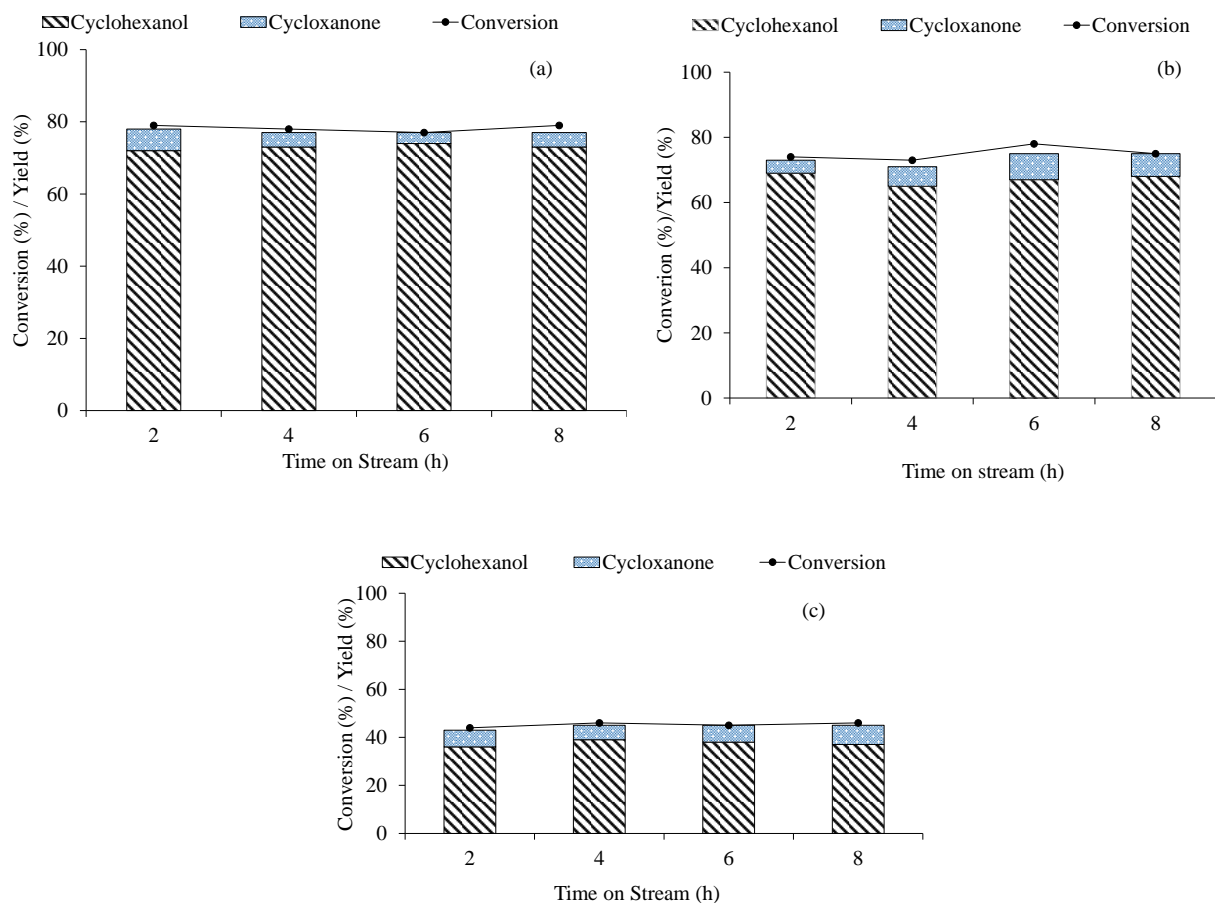 Cyclohexanol Cycloxanone Conversion
(a)
Conversion (%) / Yield (%)
100
80
60
40
20
0
2 4 6 8
Time on Stream (h)
Cyclohexanol Cycloxanone Conversion
(b)
Converion (%)/Yield (%)
100
80
60
40
20
0
2 4 6 8
Time on stream (h)
Cyclohexanol Cycloxanone Conversion
(c)
Conversion (%) / Yield (%)
100
80
60
40
20
0
2 4 6 8
Time on Stream (h)